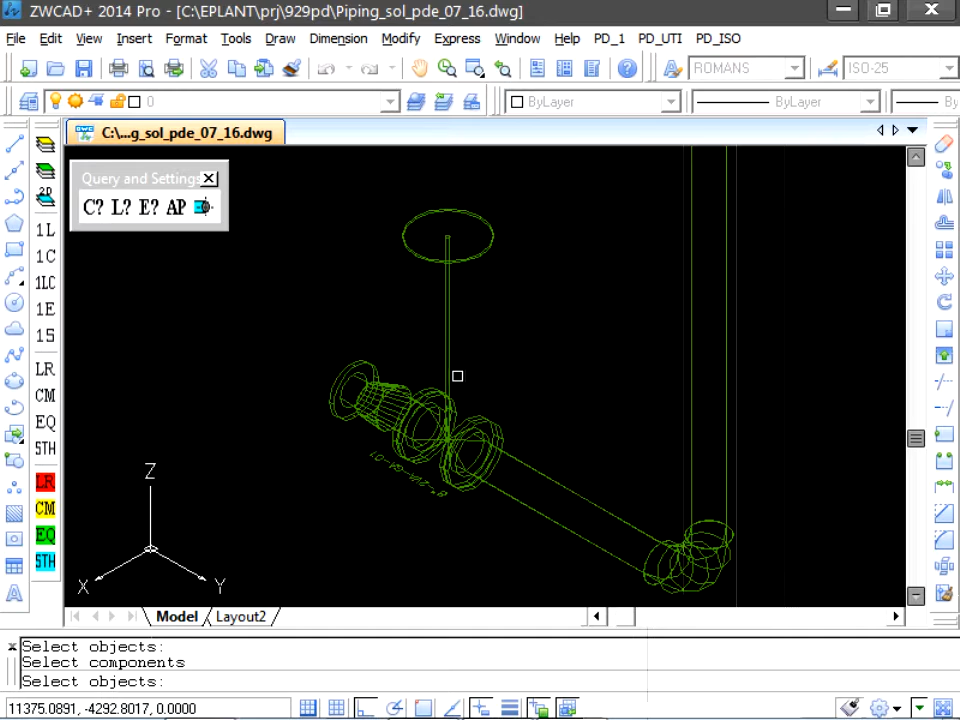 ZWCAD+ 2014 Pro - [C:\EPLANT\prj\929pd\Piping_sol_pde_07_16.dwg]
File Edit View Insert Format Tools Draw Dimension Modify Express Window Help PD_1 PD_UTI PD_ISO
ROMANS ISO-25
0 ByLayer ByLayer By
C:\...g_sol_pde_07_16.dwg
Query and Settings
C? L? E? AP
2D
1L
1C
1LC
1E
1S
LR
CM
EQ
STH
LR
CM
EQ
STH
Z
X Y
Model Layout2
Select objects:
Select components
Select objects:
11375.0891, -4292.8017, 0.0000